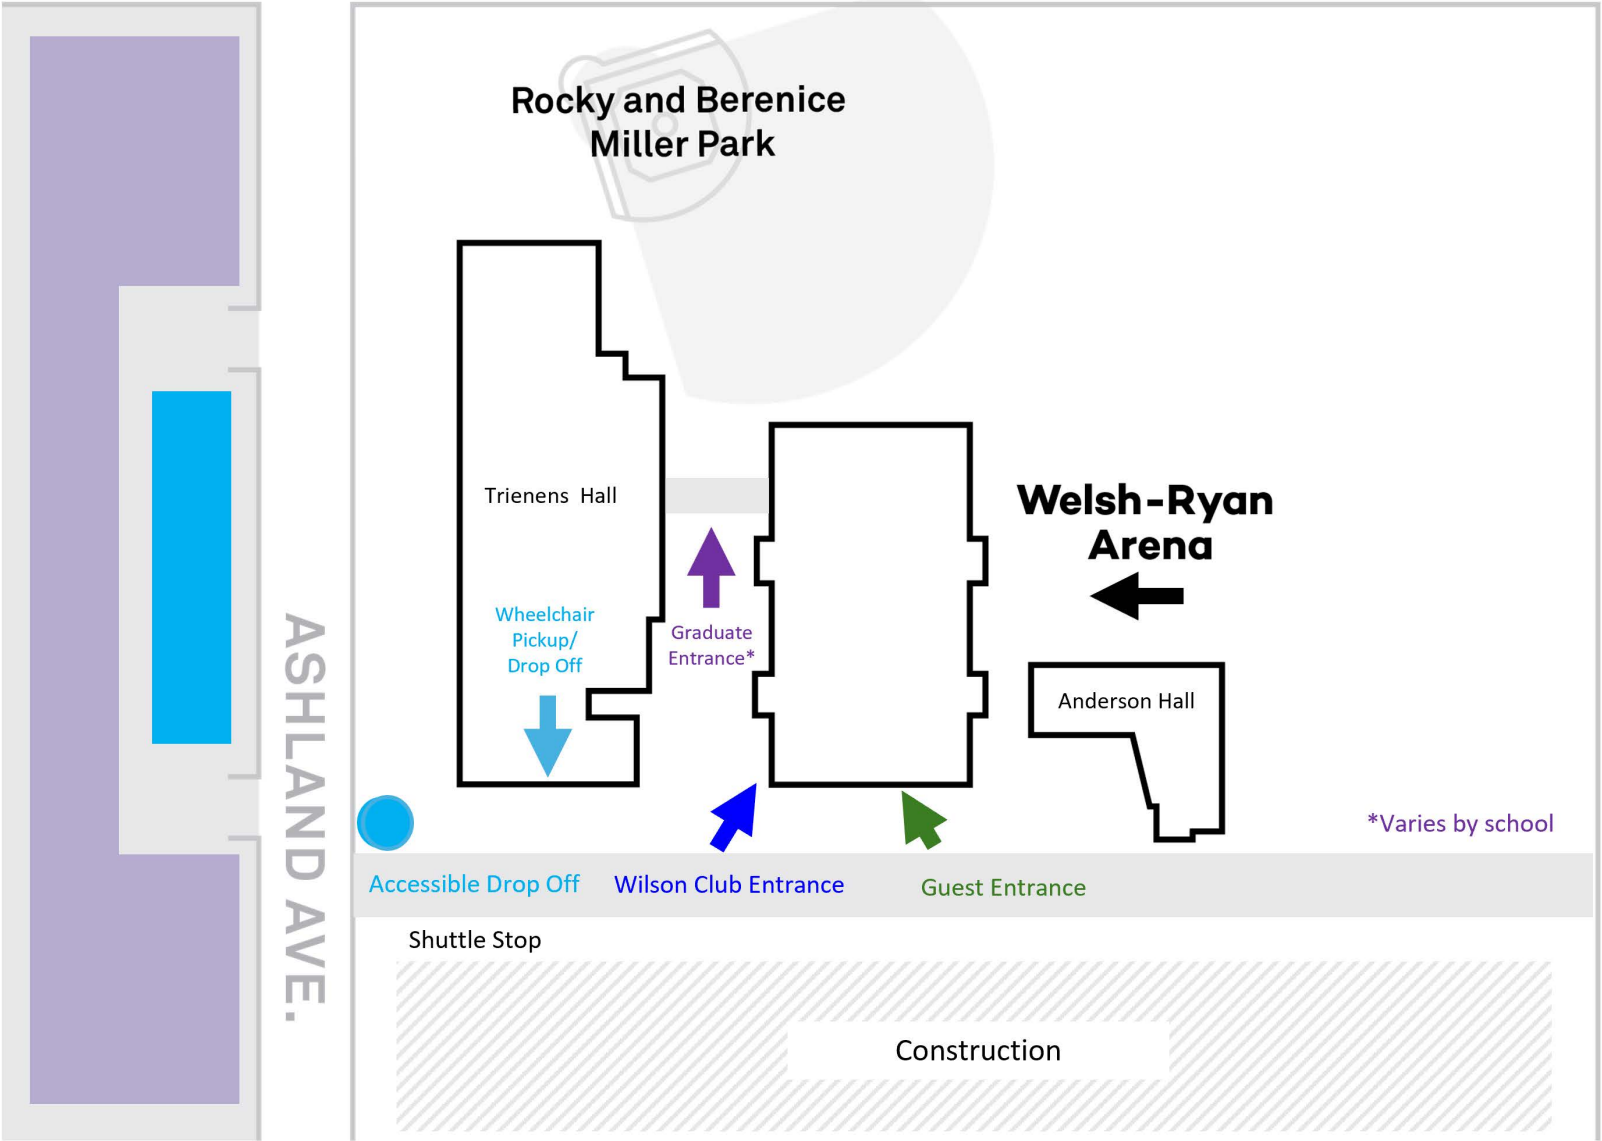 Rocky and Berenice
Miller Park
Trienens Hall
Welsh-Ryan
Arena
Wheelchair
Pickup/
Drop Off
Graduate
Entrance*
Anderson Hall
ASHLAND AVE.
*Varies by school
Accessible Drop Off
Wilson Club Entrance
Guest Entrance
Shuttle Stop
Construction